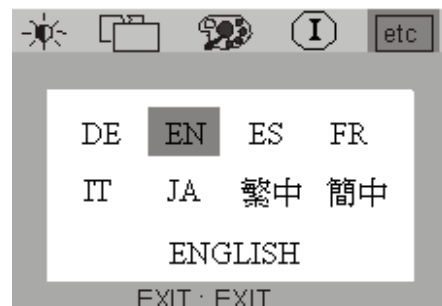 I etc
DE EN ES FR
IT JA 繁中 簡中
ENGLISH
EXIT : EXIT